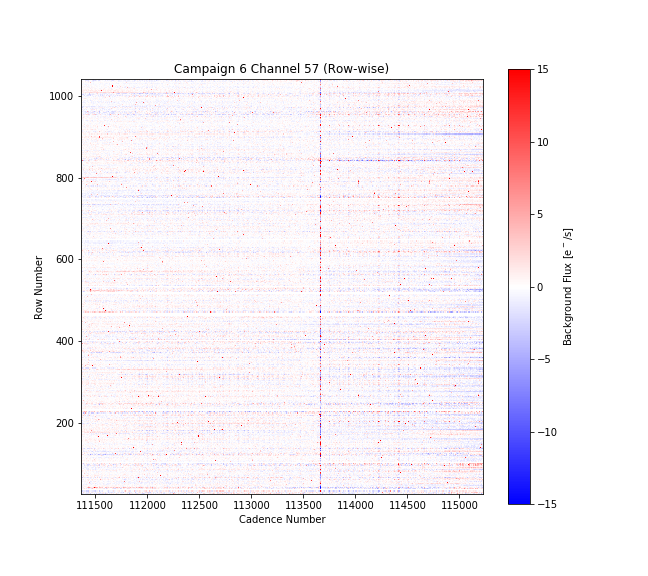 Campaign 6 Channel 57 (Row-wise)
1000
800
600
400
200
Row Number
111500 112000 112500 113000 113500 114000 114500 115000
Cadence Number
15
10
5
0
−5
−10
−15
Background Flux [e⁻/s]